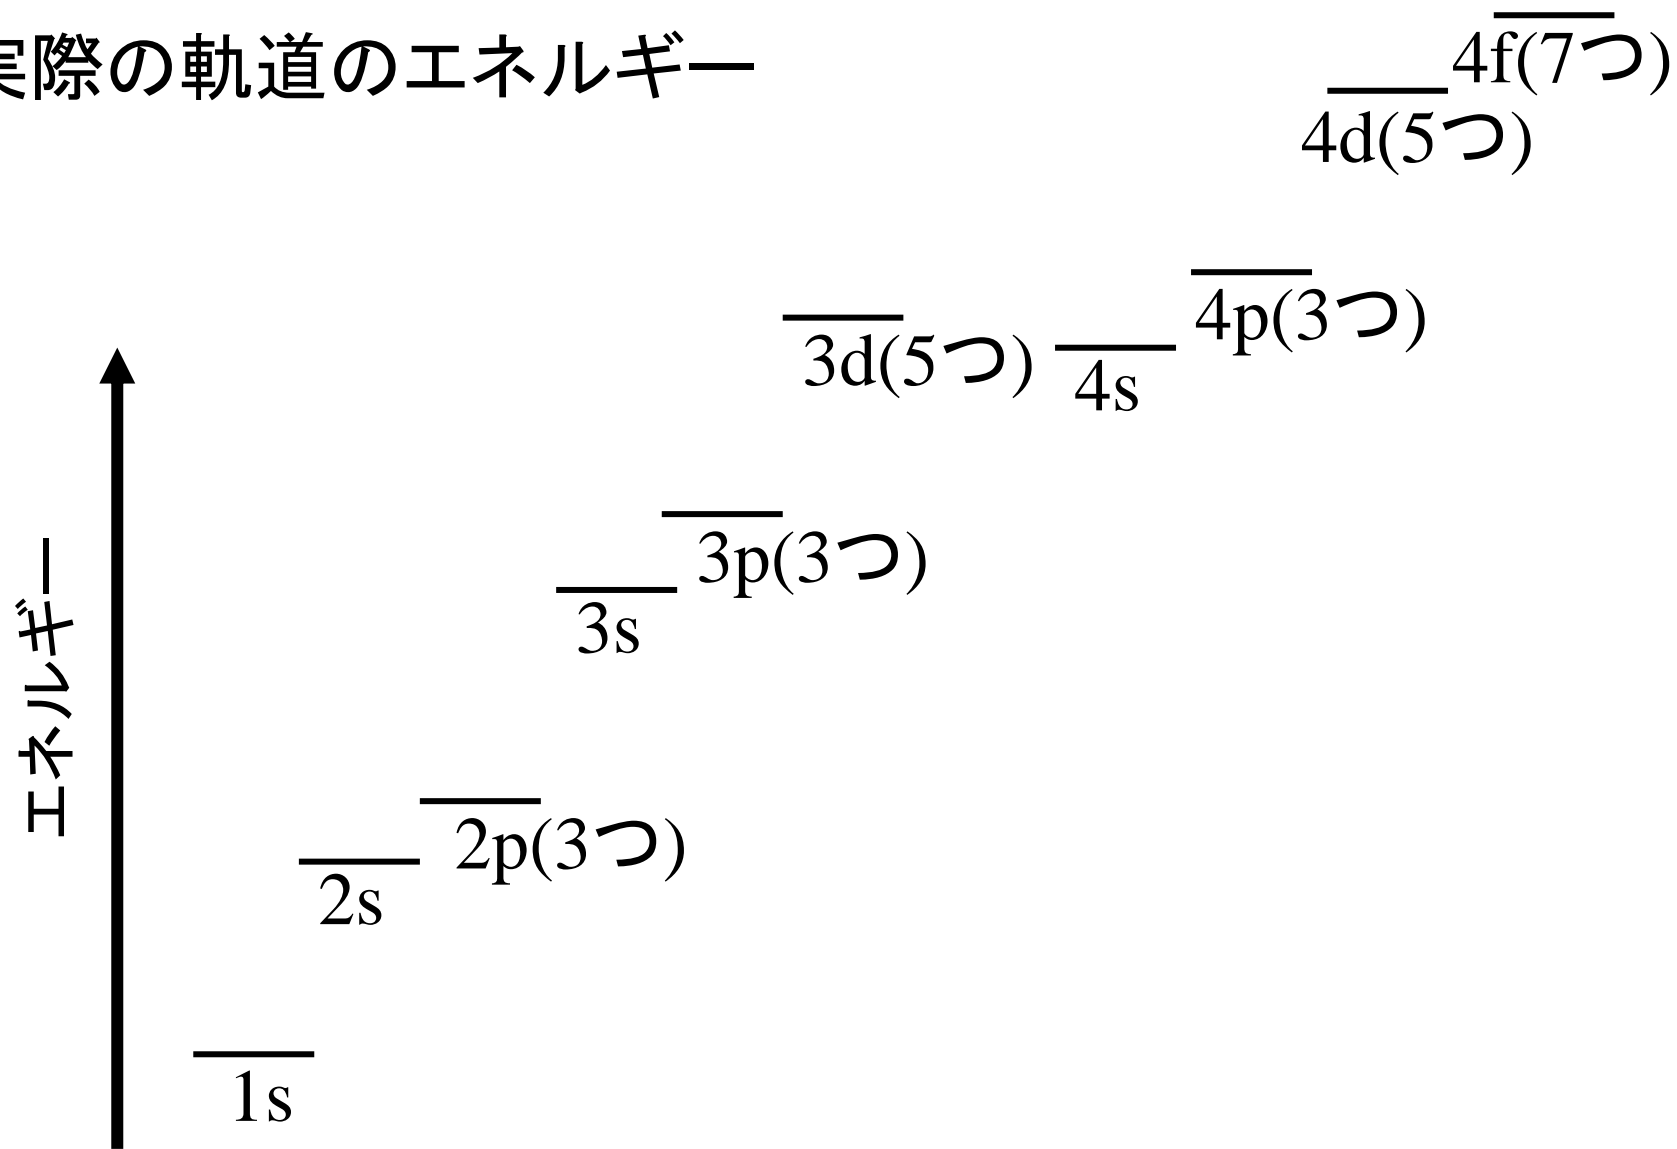 実際の軌道のエネルギー
4f(7つ)
4d(5つ)
4p(3つ)
3d(5つ)
4s
3p(3つ)
3s
エネルギー
2p(3つ)
2s
1s